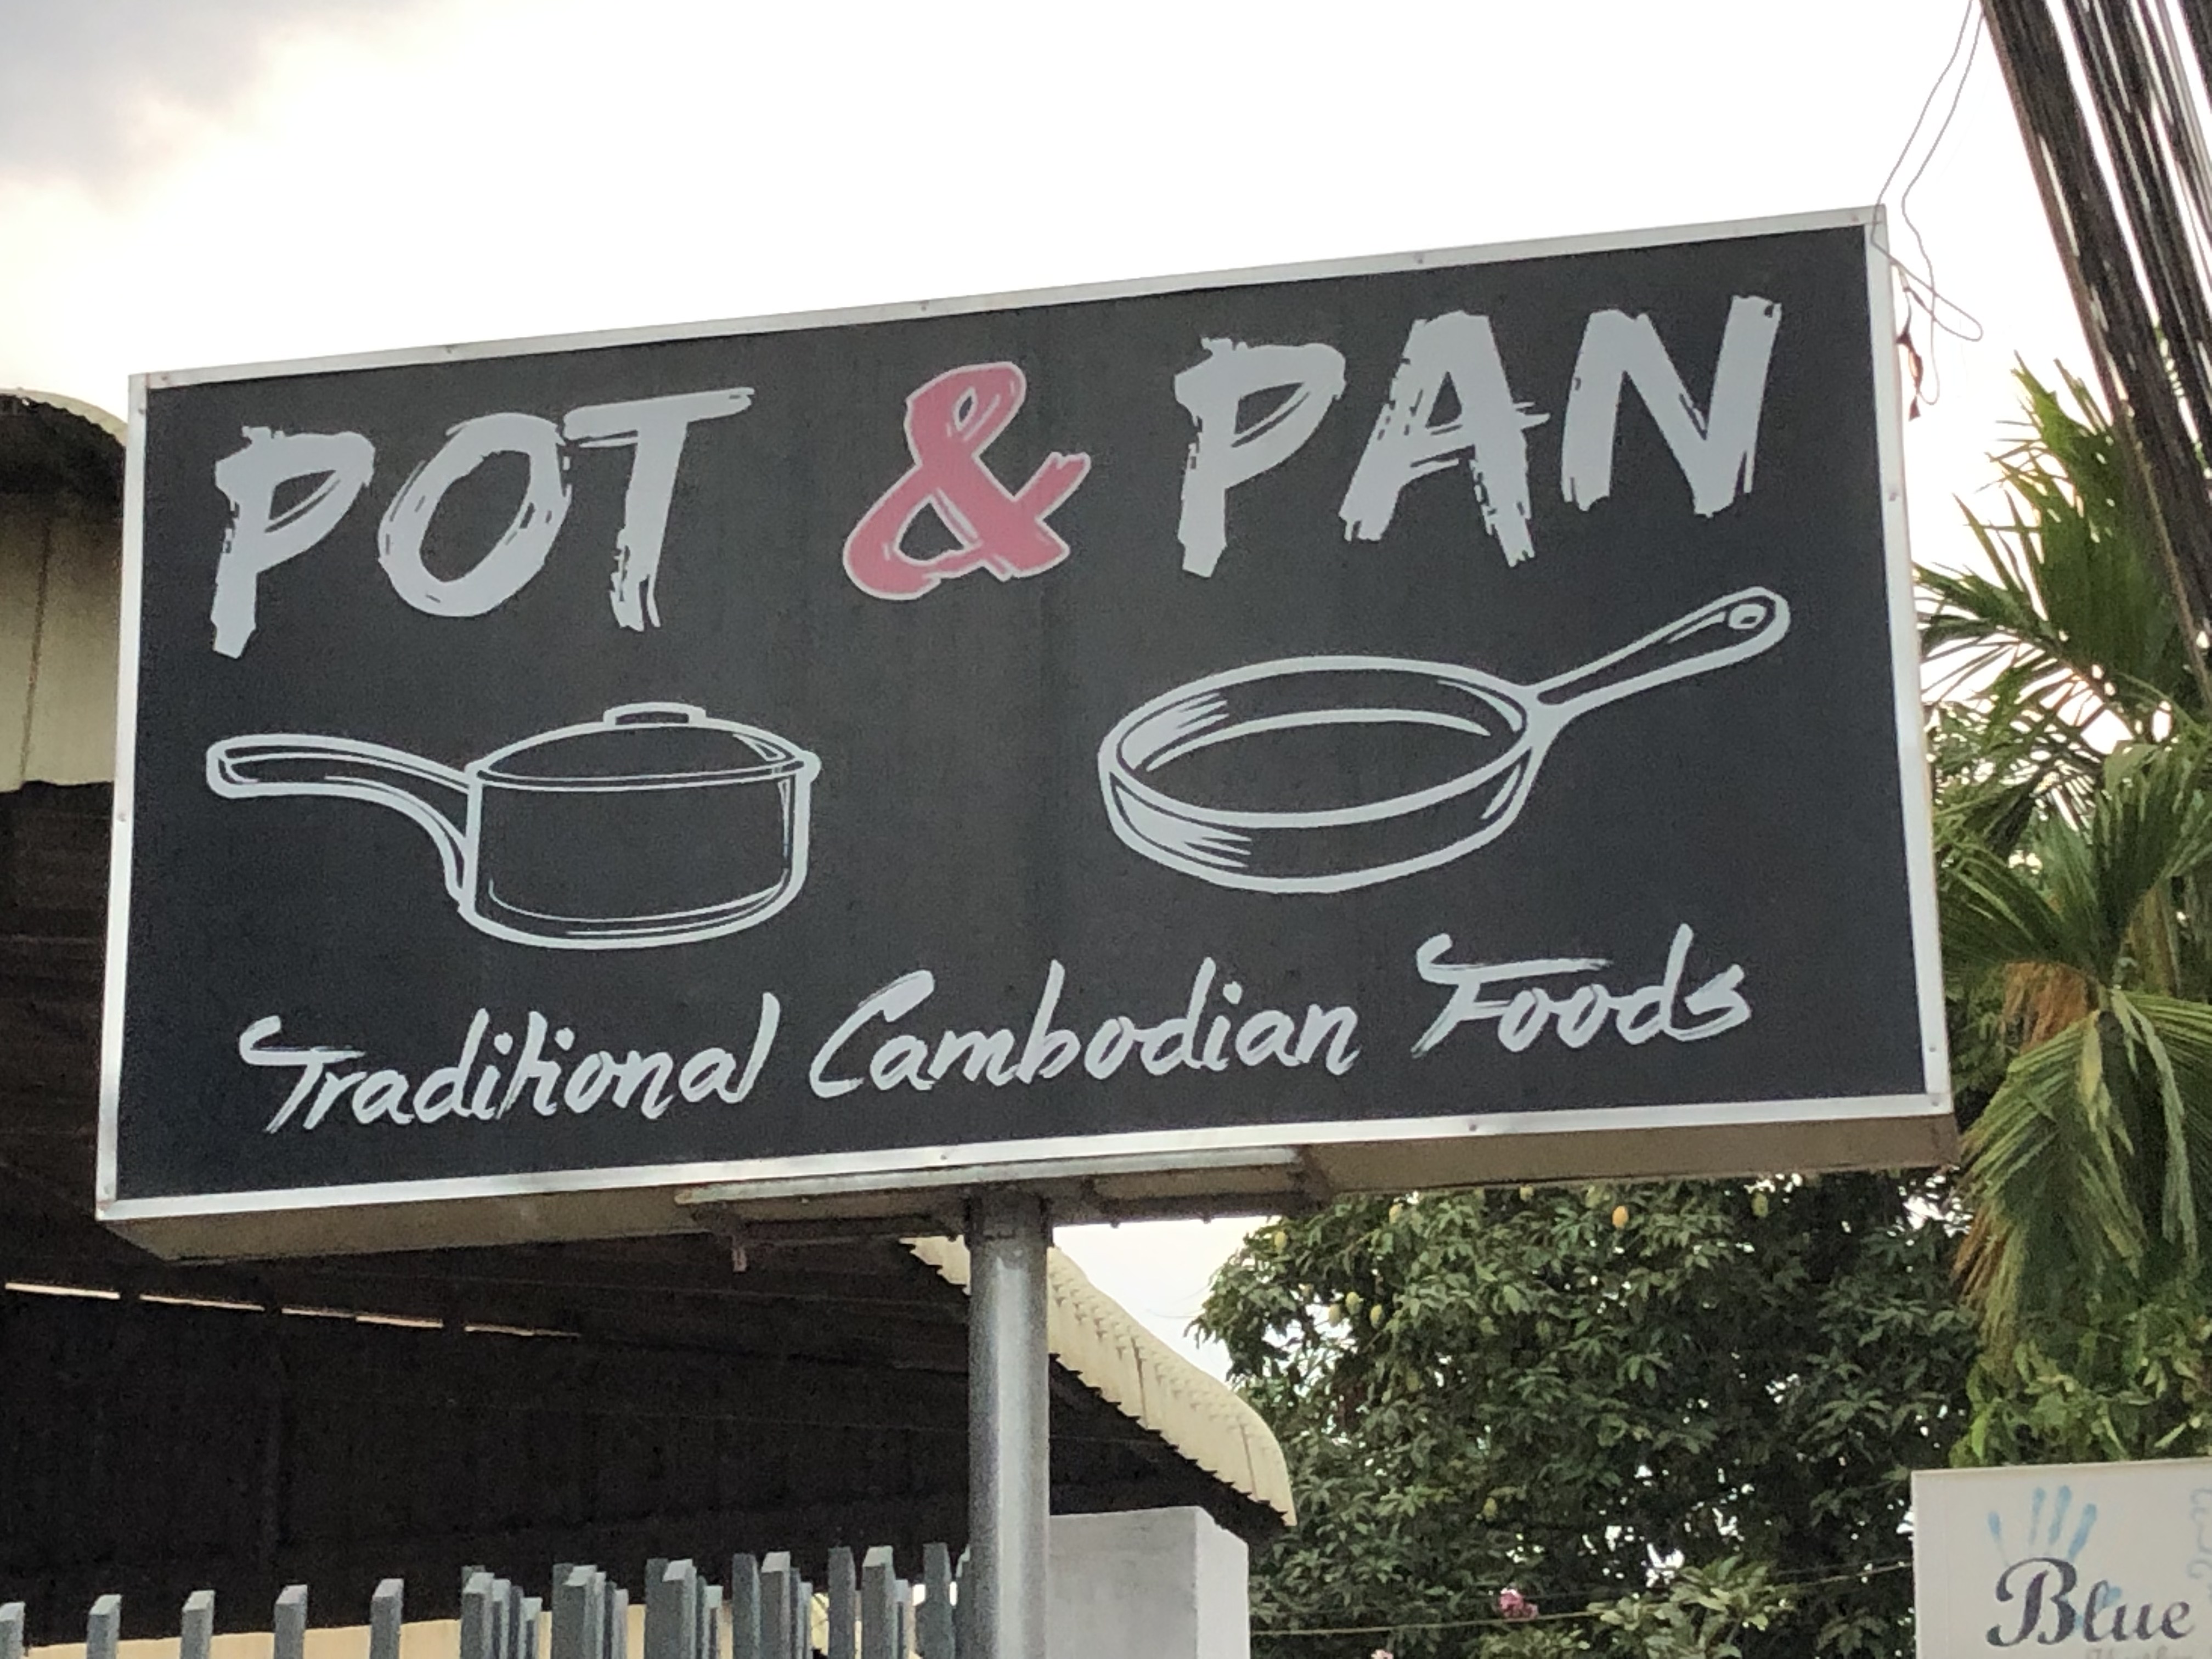 POT & PAN
Traditional Cambodian Foods
Blue